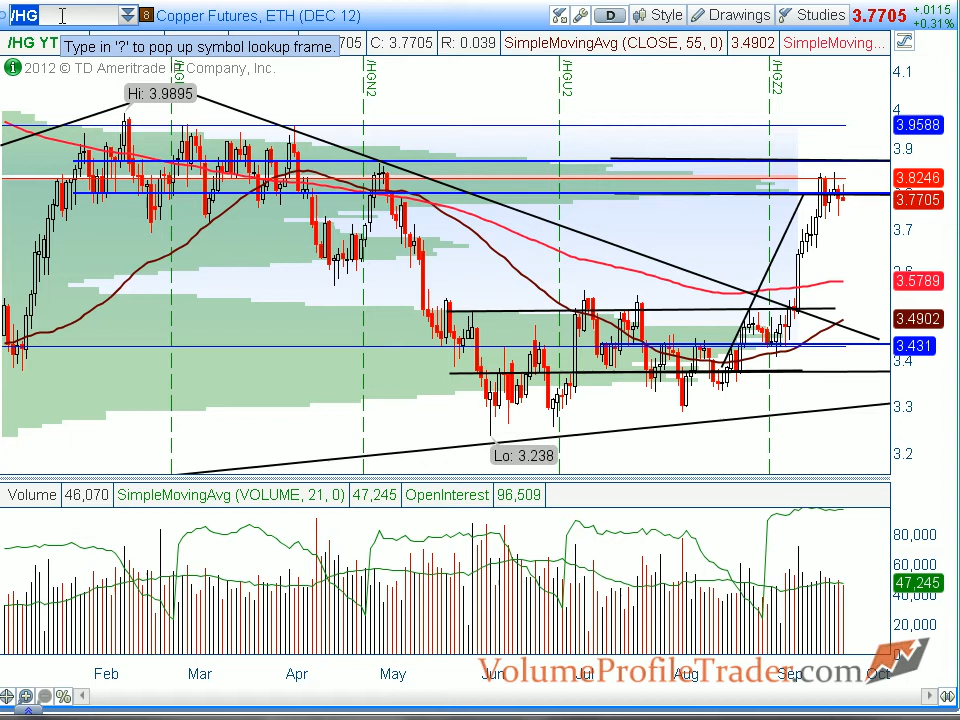 /HG 8 Copper Futures, ETH (DEC 12) D Style Drawings Studies 3.7705 +.0115 +0.31%
/HG YT 705 C: 3.7705 R: 0.039 SimpleMovingAvg (CLOSE, 55, 0) 3.4902 SimpleMoving...
Type in '?' to pop up symbol lookup frame.
2012 © TD Ameritrade Company, Inc.
/HGN2
/HGU2
/HGZ2
Hi: 3.9895
4.1
4
3.9588
3.9
3.8246
3.7705
3.7
3.6
3.5789
3.4902
3.431
3.4
3.3
3.2
Lo: 3.238
Volume 46,070 SimpleMovingAvg (VOLUME, 21, 0) 47,245 OpenInterest 96,509
80,000
60,000
47,245
40,000
20,000
0
Feb Mar Apr May Jun Jul Aug Sep Oct
VolumeProfileTrader.com
%